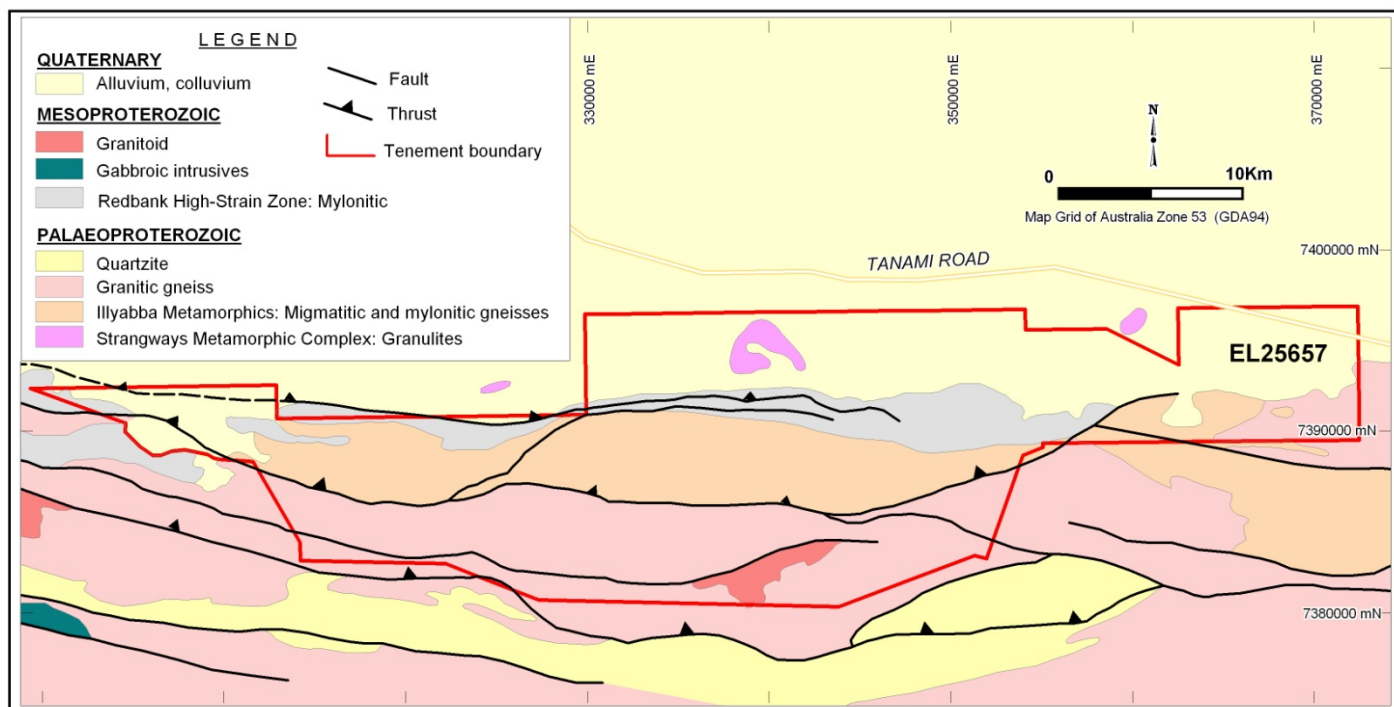 L E G E N D
QUATERNARY
Alluvium, colluvium
MESOPROTEROZOIC
Granitoid
Gabbroic intrusives
Redbank High-Strain Zone: Mylonitic
PALAEOPROTEROZOIC
Quartzite
Granitic gneiss
Illyabba Metamorphics: Migmatitic and mylonitic gneisses
Strangways Metamorphic Complex: Granulites
Fault
Thrust
Tenement boundary
330000 mE
350000 mE
370000 mE
N
0 10Km
Map Grid of Australia Zone 53 (GDA94)
7400000 mN
TANAMI ROAD
EL25657
7390000 mN
7380000 mN